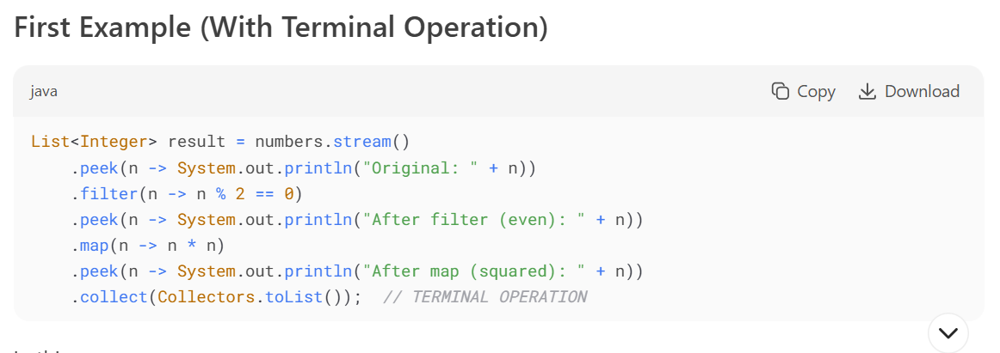 First Example (With Terminal Operation)
java
Copy
Download
List<Integer> result = numbers.stream()
    .peek(n -> System.out.println("Original: " + n))
    .filter(n -> n % 2 == 0)
    .peek(n -> System.out.println("After filter (even): " + n))
    .map(n -> n * n)
    .peek(n -> System.out.println("After map (squared): " + n))
    .collect(Collectors.toList());  // TERMINAL OPERATION